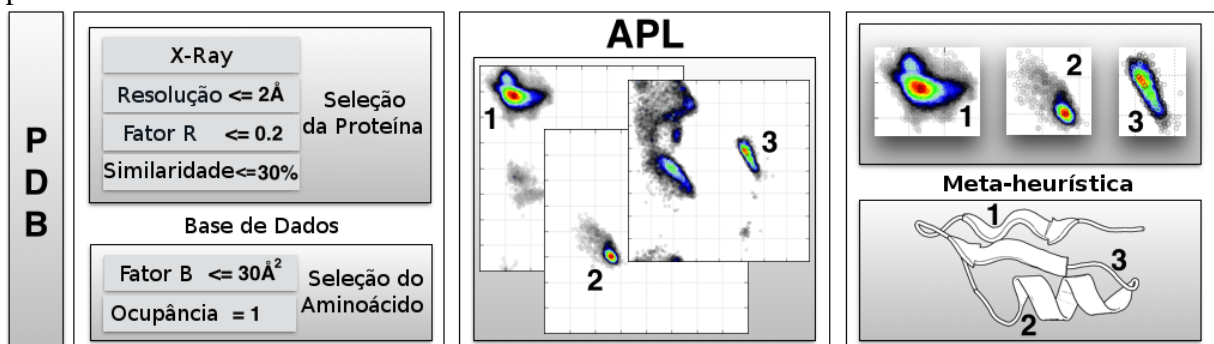 P
D
B
X-Ray
Resolução <= 2Å
Fator R <= 0.2
Similaridade<=30%
Seleção
da Proteína
Base de Dados
Fator B <= 30Å²
Ocupância = 1
Seleção do
Aminoácido
APL
1
2
3
1
2
3
Meta-heurística
1
2
3